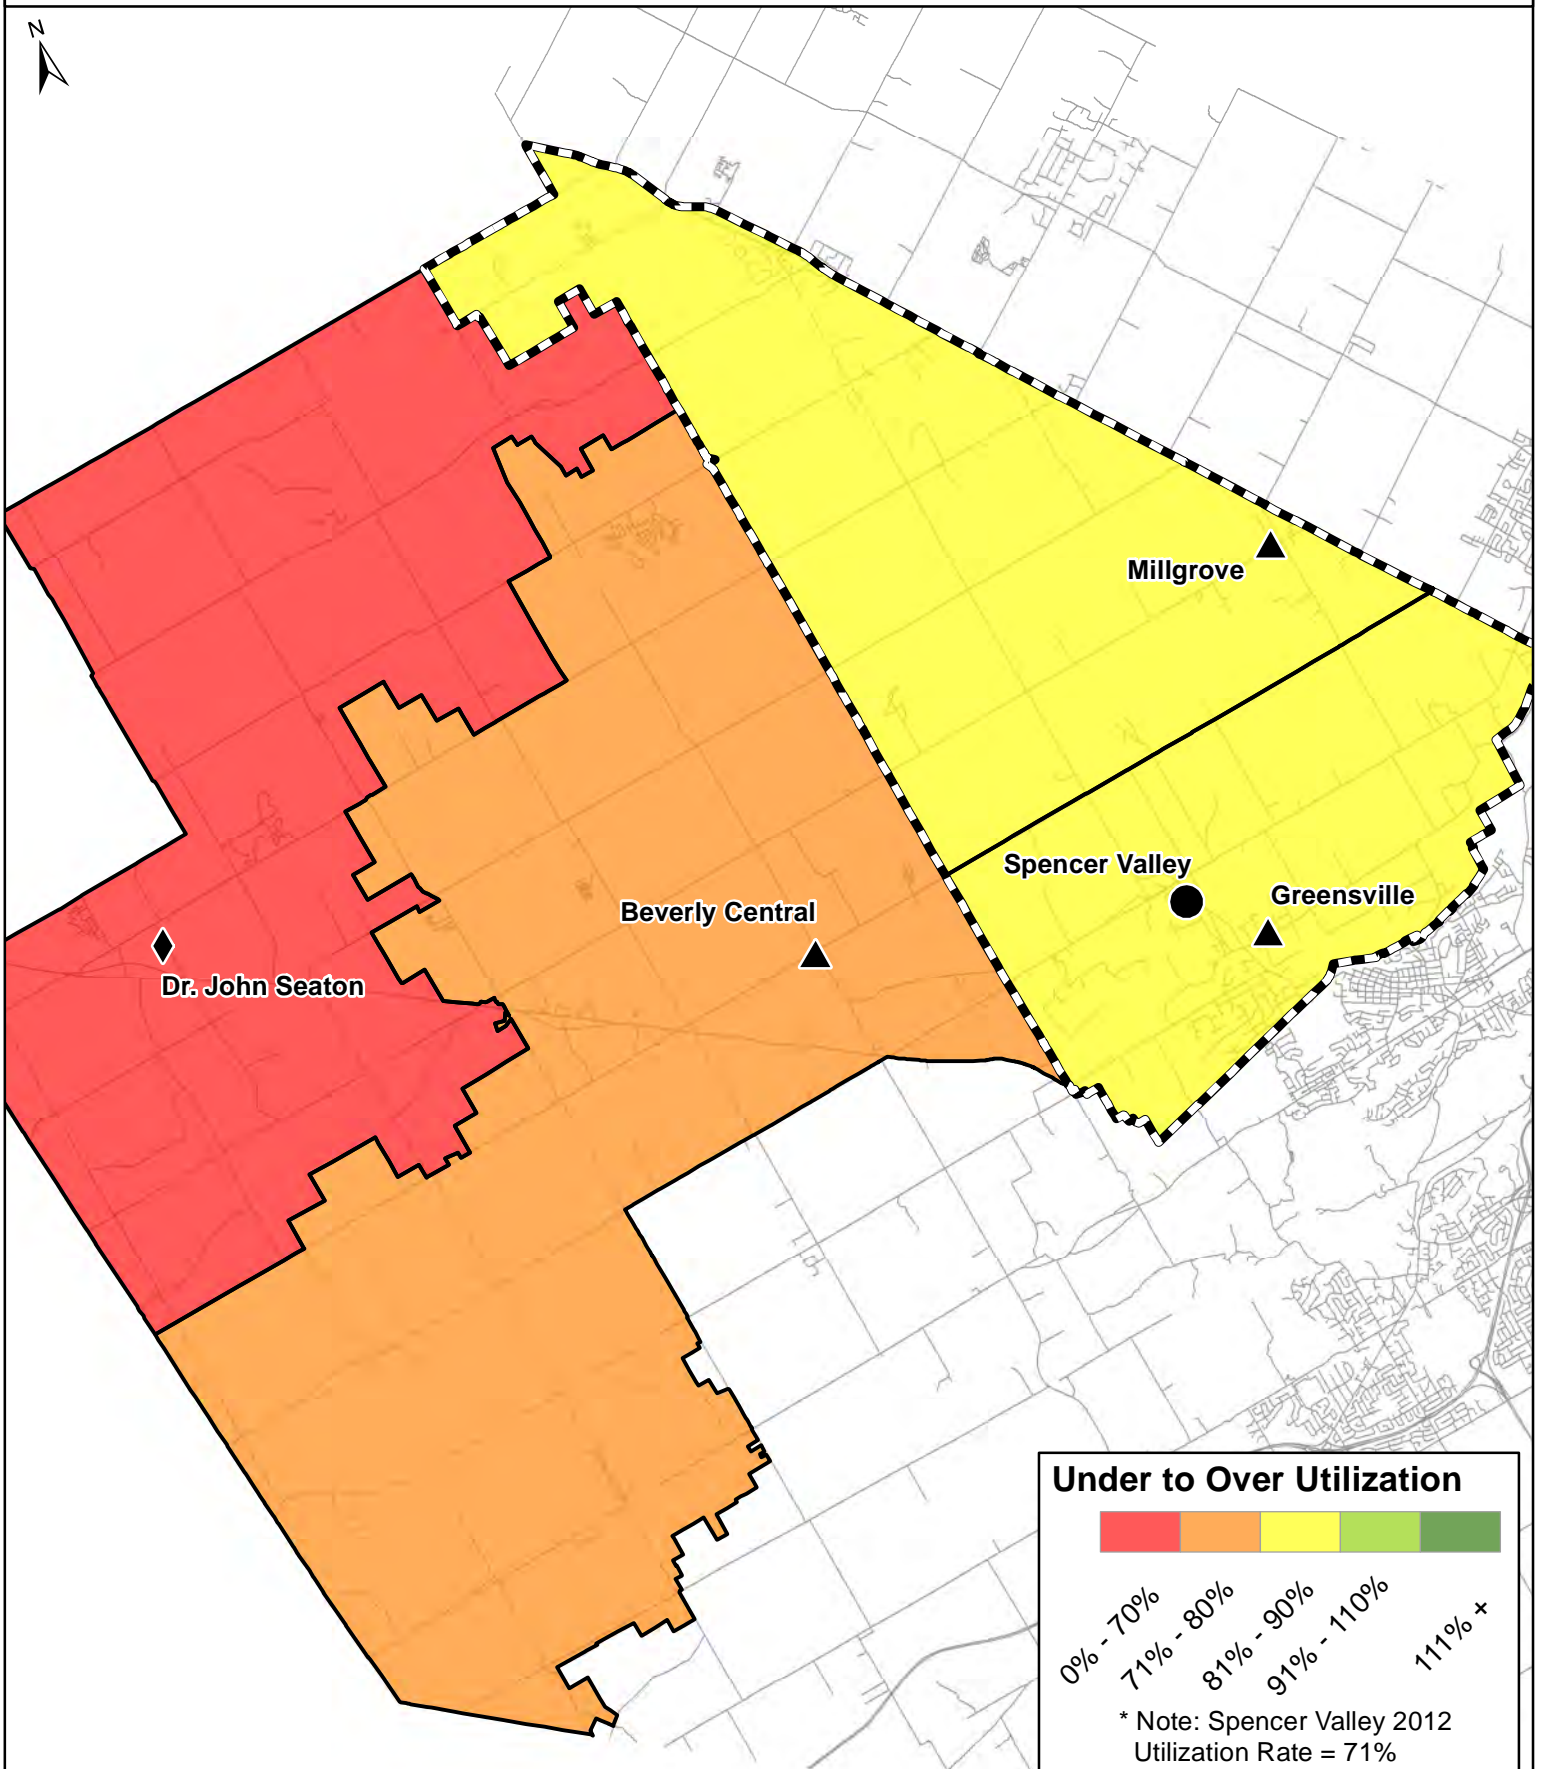 N
Millgrove
Spencer Valley
Greensville
Beverly Central
Dr. John Seaton
Under to Over Utilization
0% - 70%
71% - 80%
81% - 90%
91% - 110%
111% +
* Note: Spencer Valley 2012
Utilization Rate = 71%